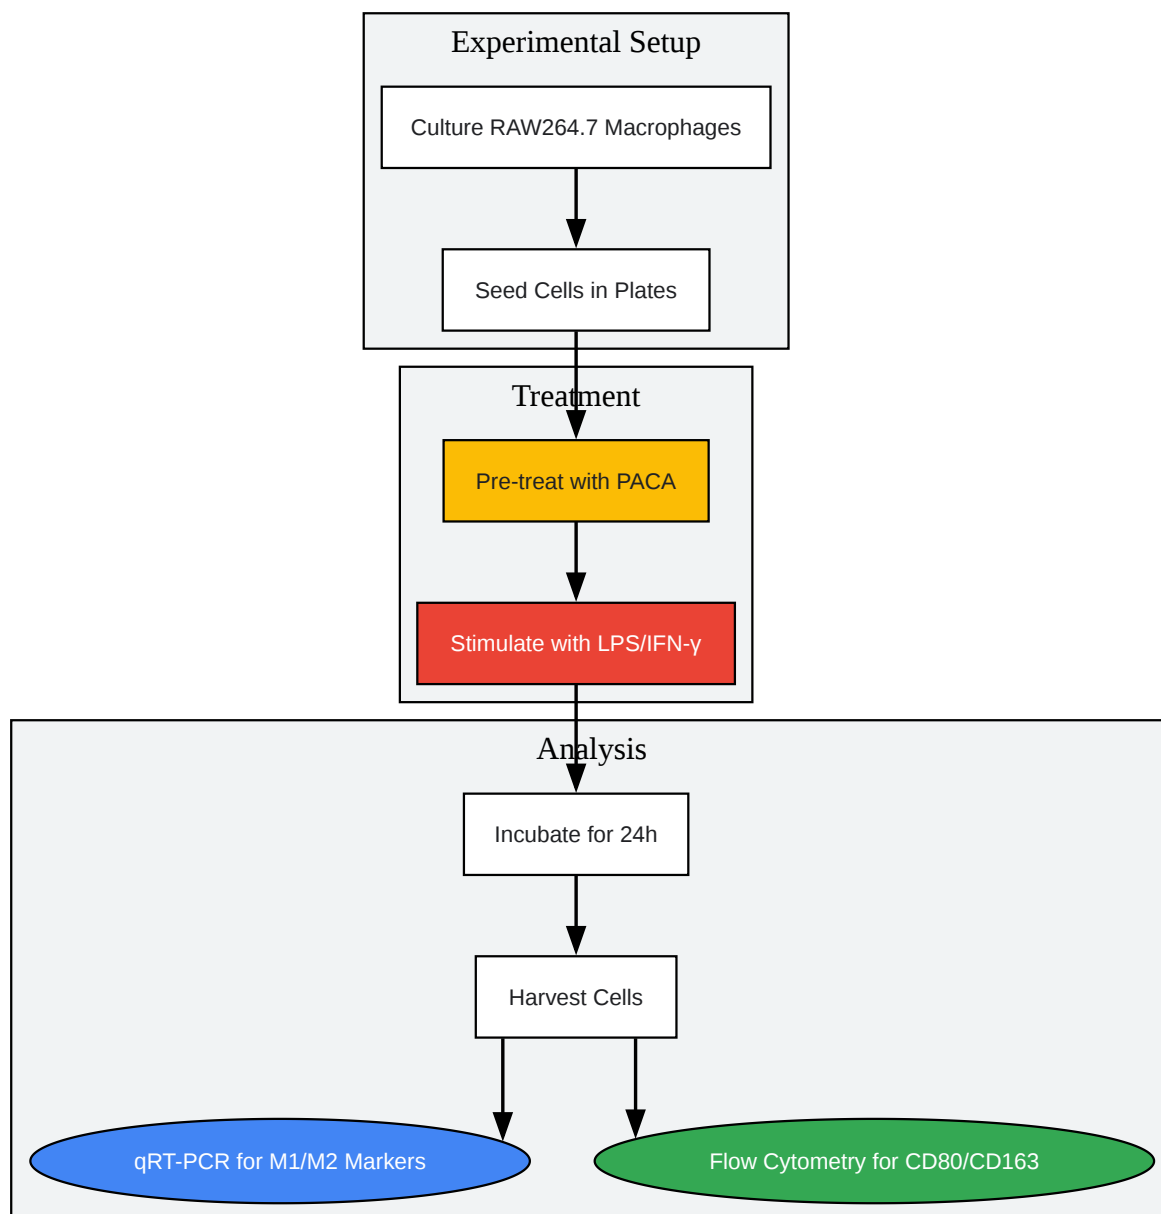 Experimental Setup
Culture RAW264.7 Macrophages
Seed Cells in Plates
Treatment
Pre-treat with PACA
Stimulate with LPS/IFN-γ
Analysis
Incubate for 24h
Harvest Cells
qRT-PCR for M1/M2 Markers
Flow Cytometry for CD80/CD163